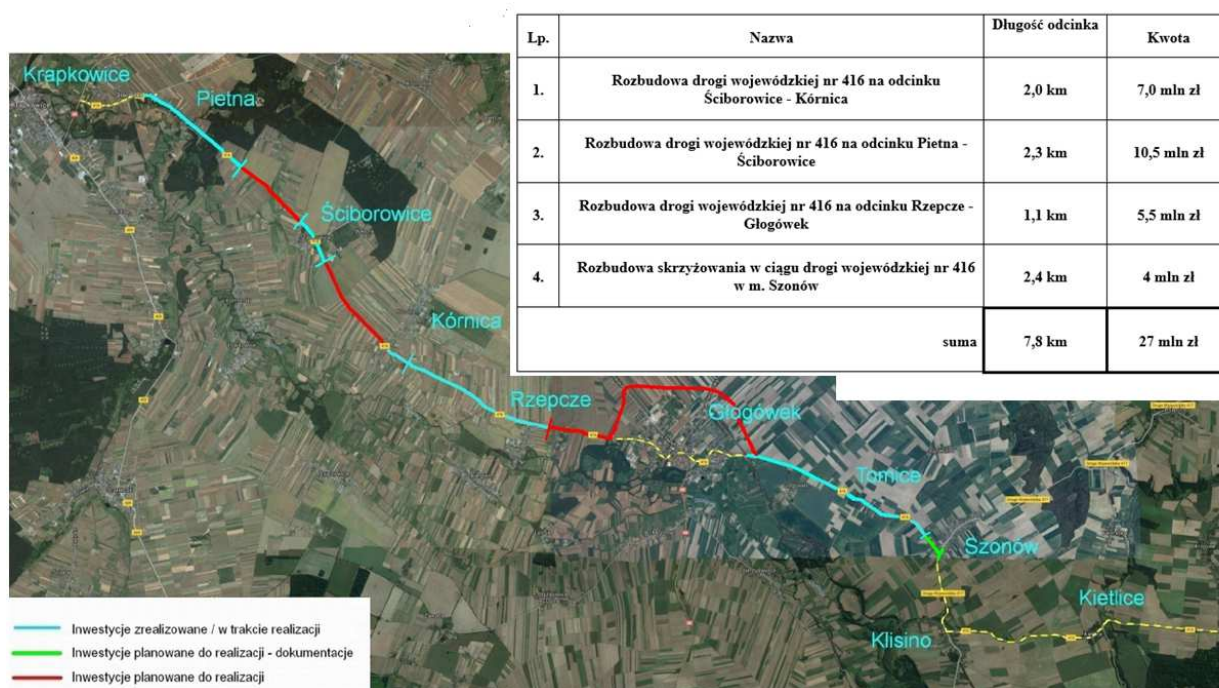 Lp.
Nazwa
Długość odcinka
Kwota
1.
Rozbudowa drogi wojewódzkiej nr 416 na odcinku
Ściborowice - Kórnica
2,0 km
7,0 mln zł
2.
Rozbudowa drogi wojewódzkiej nr 416 na odcinku Pietna -
Ściborowice
2,3 km
10,5 mln zł
3.
Rozbudowa drogi wojewódzkiej nr 416 na odcinku Rzepcze -
Głogówek
1,1 km
5,5 mln zł
4.
Rozbudowa skrzyżowania w ciągu drogi wojewódzkiej nr 416
w m. Szonów
2,4 km
4 mln zł
suma
7,8 km
27 mln zł
Krapkowice
Pietna
Ściborowice
Kórnica
Rzepcze
Głogówek
Tomice
Szonów
Kietlice
Klisino
Inwestycje zrealizowane / w trakcie realizacji
Inwestycje planowane do realizacji - dokumentacje
Inwestycje planowane do realizacji